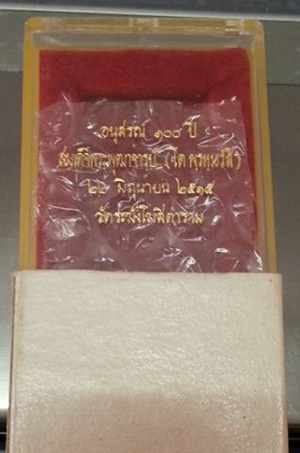 อนุสรณ์ ๑๐๐ ปี
สมเด็จพระพุฒาจารย์ (โต พรหมรังสี)
๒๒ มิถุนายน ๒๕๑๕
วัดระฆังโฆสิตาราม